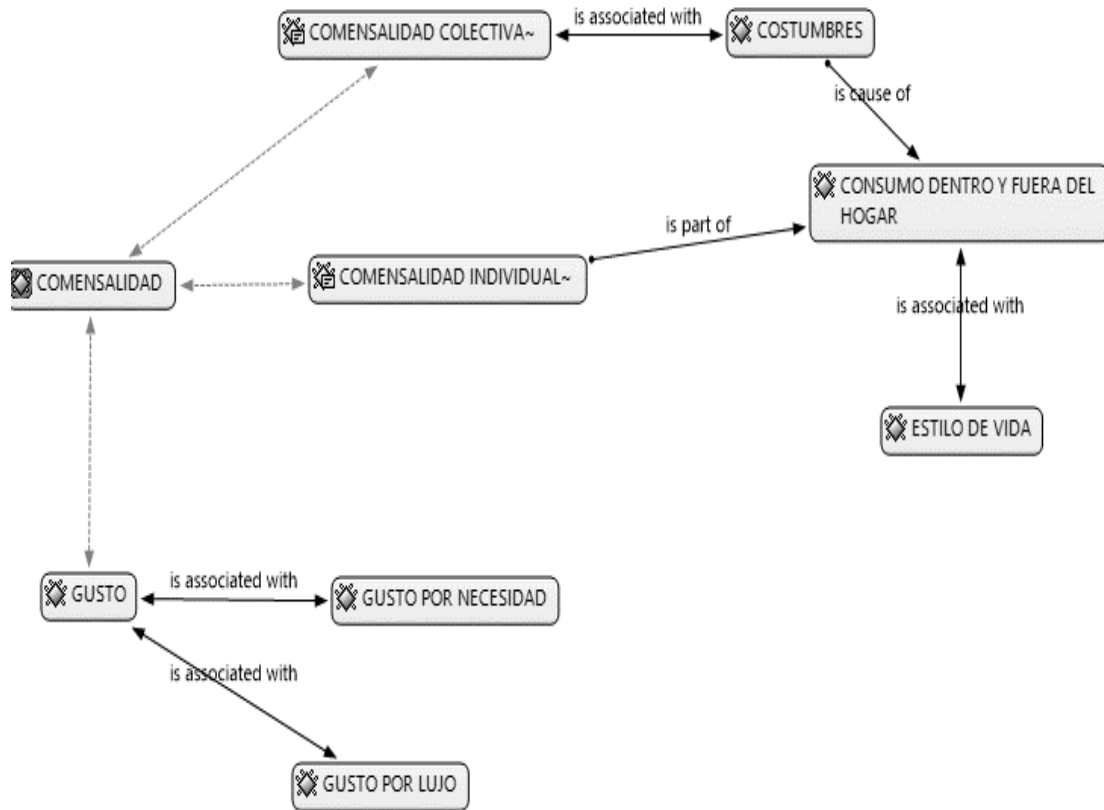 COMENSALIDAD COLECTIVA~
is associated with
COSTUMBRES
is cause of
CONSUMO DENTRO Y FUERA DEL
HOGAR
is part of
COMENSALIDAD
COMENSALIDAD INDIVIDUAL~
is associated with
ESTILO DE VIDA
GUSTO
is associated with
GUSTO POR NECESIDAD
is associated with
GUSTO POR LUJO